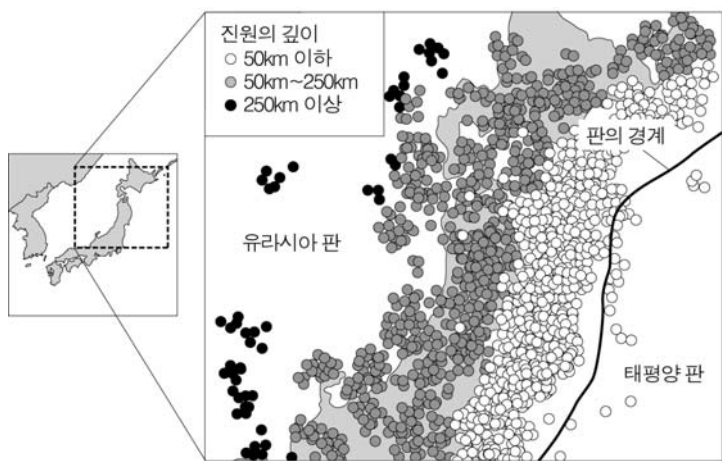 진원의 깊이
50km 이하
50km~250km
250km 이상
판의 경계
유라시아 판
태평양 판